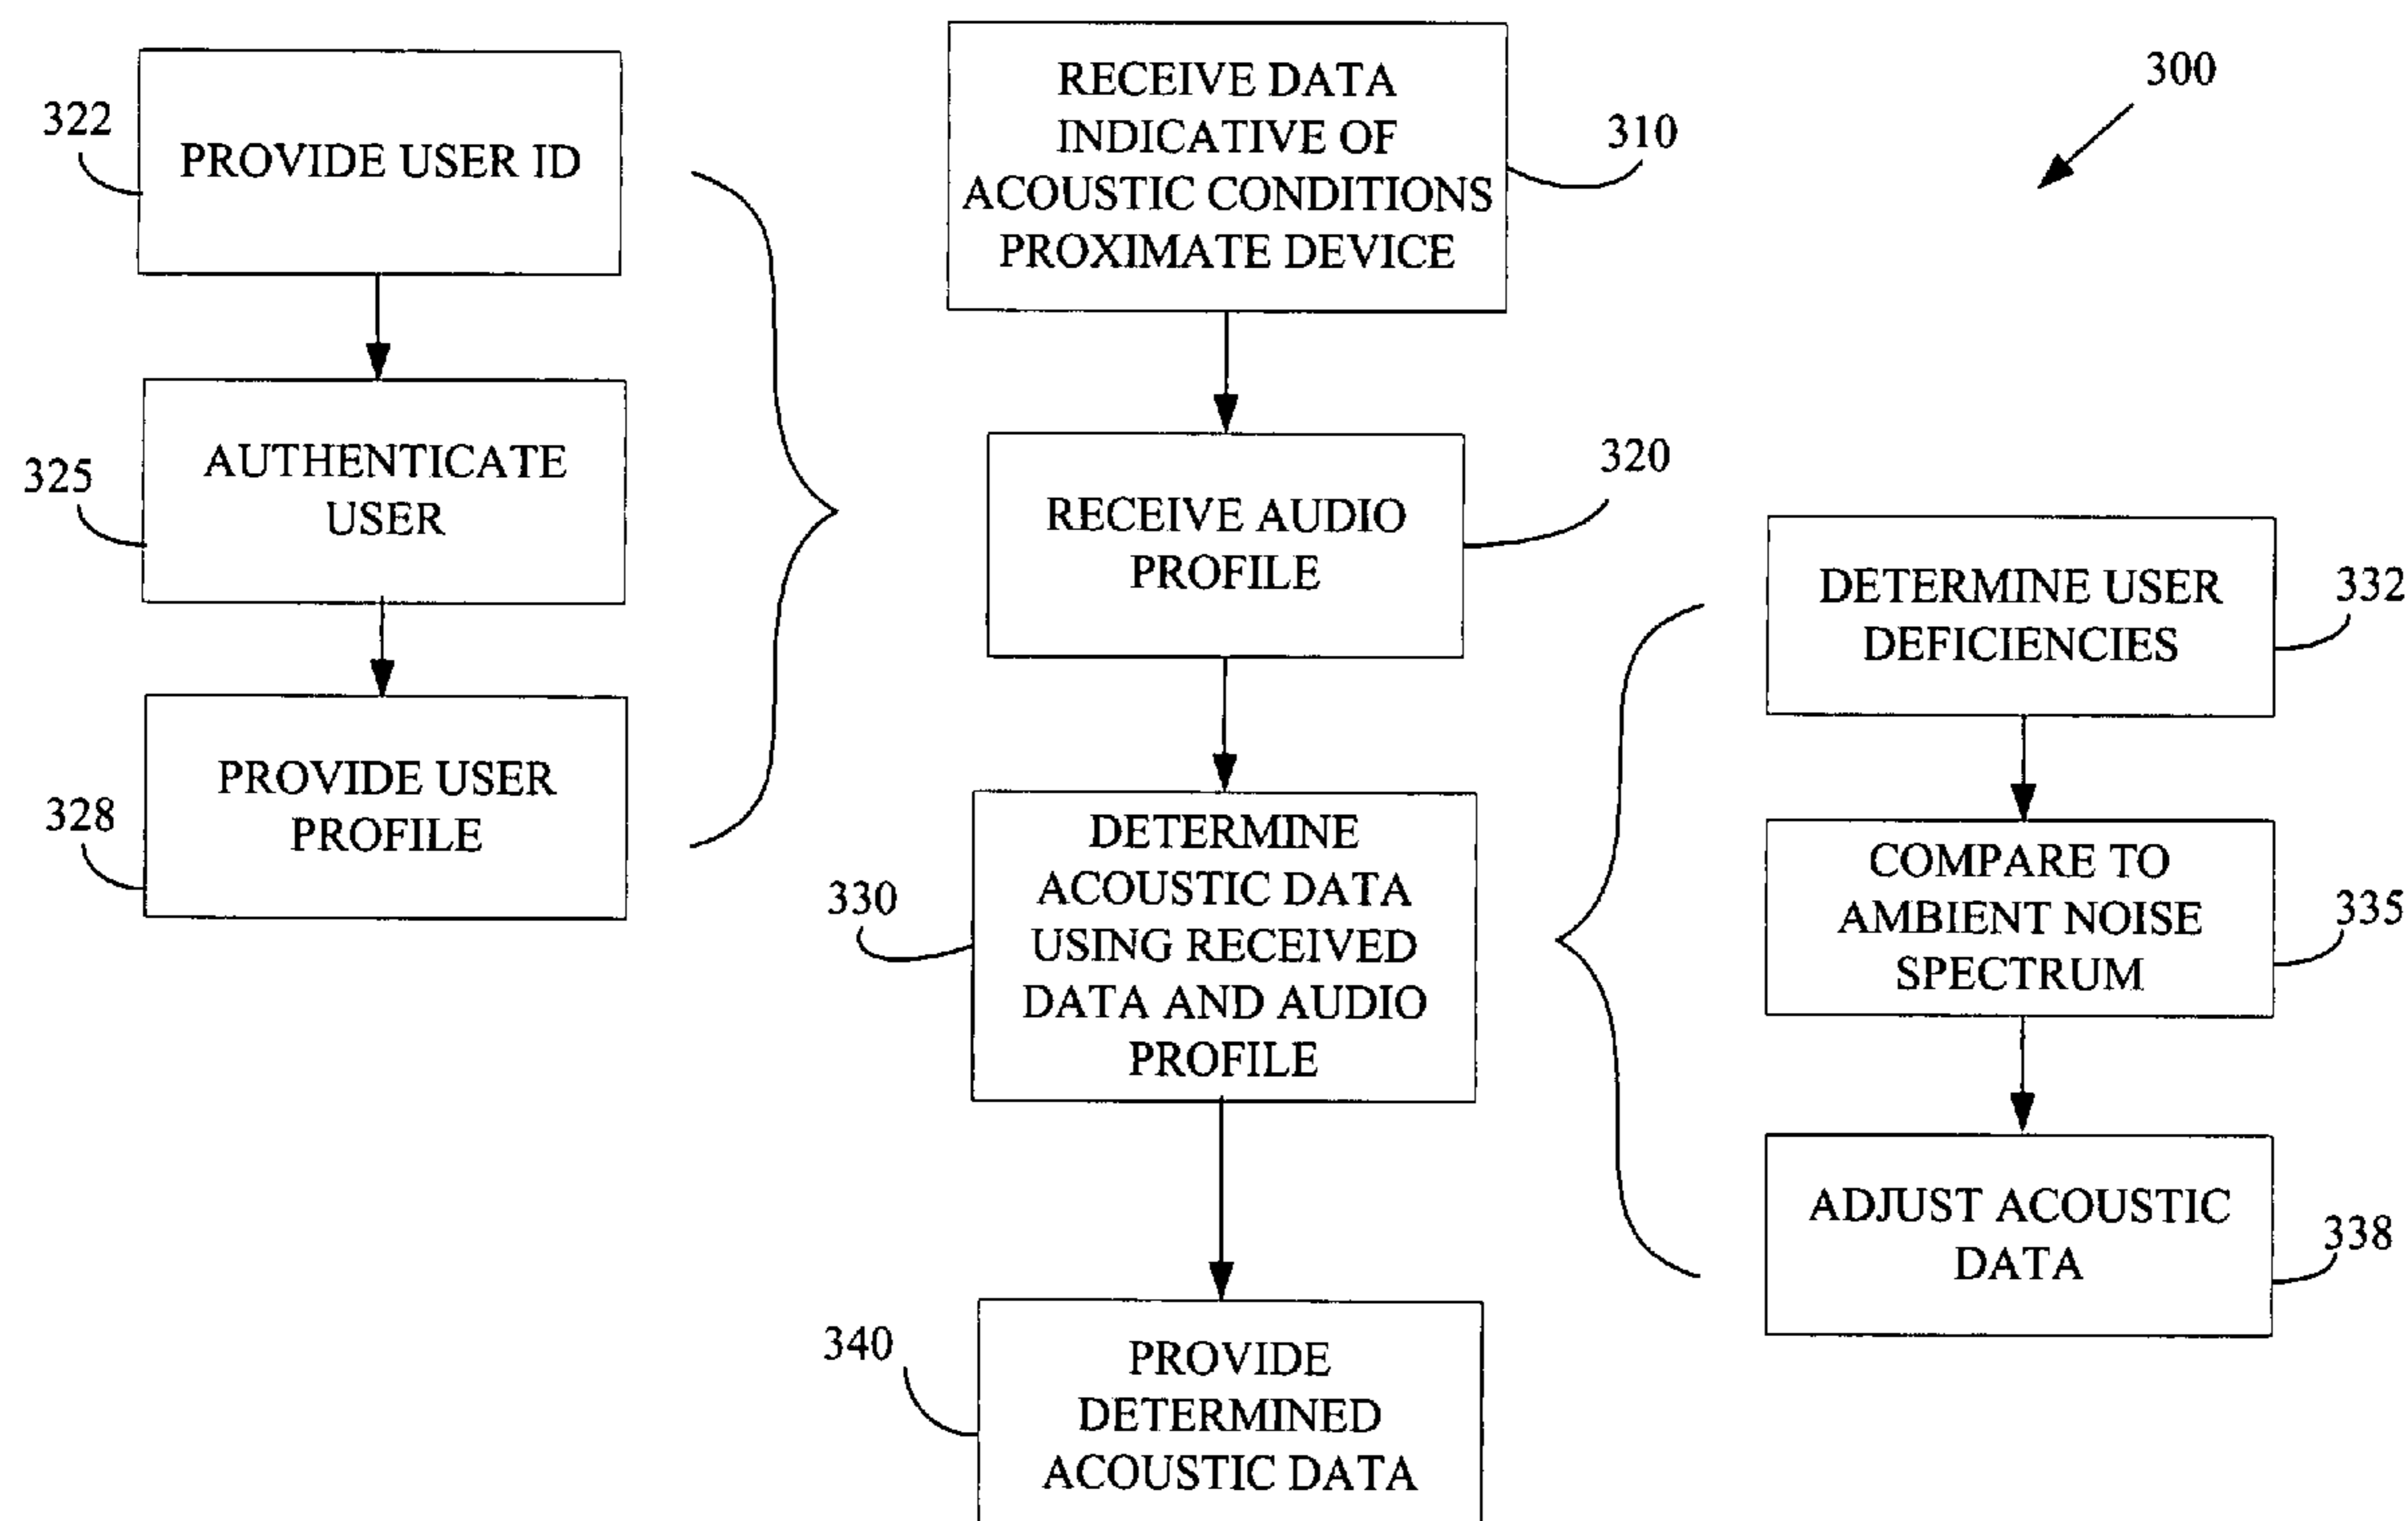 322
PROVIDE USER ID
325
AUTHENTICATE
USER
328
PROVIDE USER
PROFILE
RECEIVE DATA
INDICATIVE OF
ACOUSTIC CONDITIONS
PROXIMATE DEVICE
310
300
RECEIVE AUDIO
PROFILE
320
330
DETERMINE
ACOUSTIC DATA
USING RECEIVED
DATA AND AUDIO
PROFILE
340
PROVIDE
DETERMINED
ACOUSTIC DATA
DETERMINE USER
DEFICIENCIES
332
COMPARE TO
AMBIENT NOISE
SPECTRUM
335
ADJUST ACOUSTIC
DATA
338